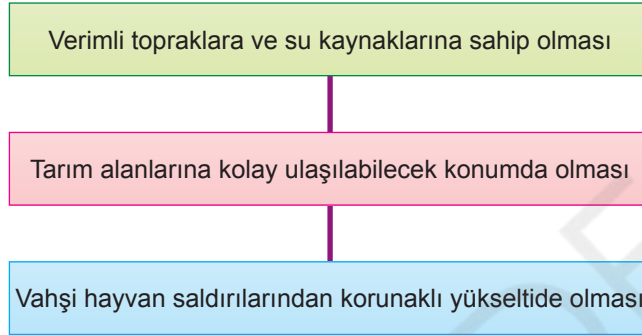 Verimli topraklara ve su kaynaklarına sahip olması
Tarım alanlarına kolay ulaşılabilecek konumda olması
Vahşi hayvan saldırılarından korunaklı yükseltide olması